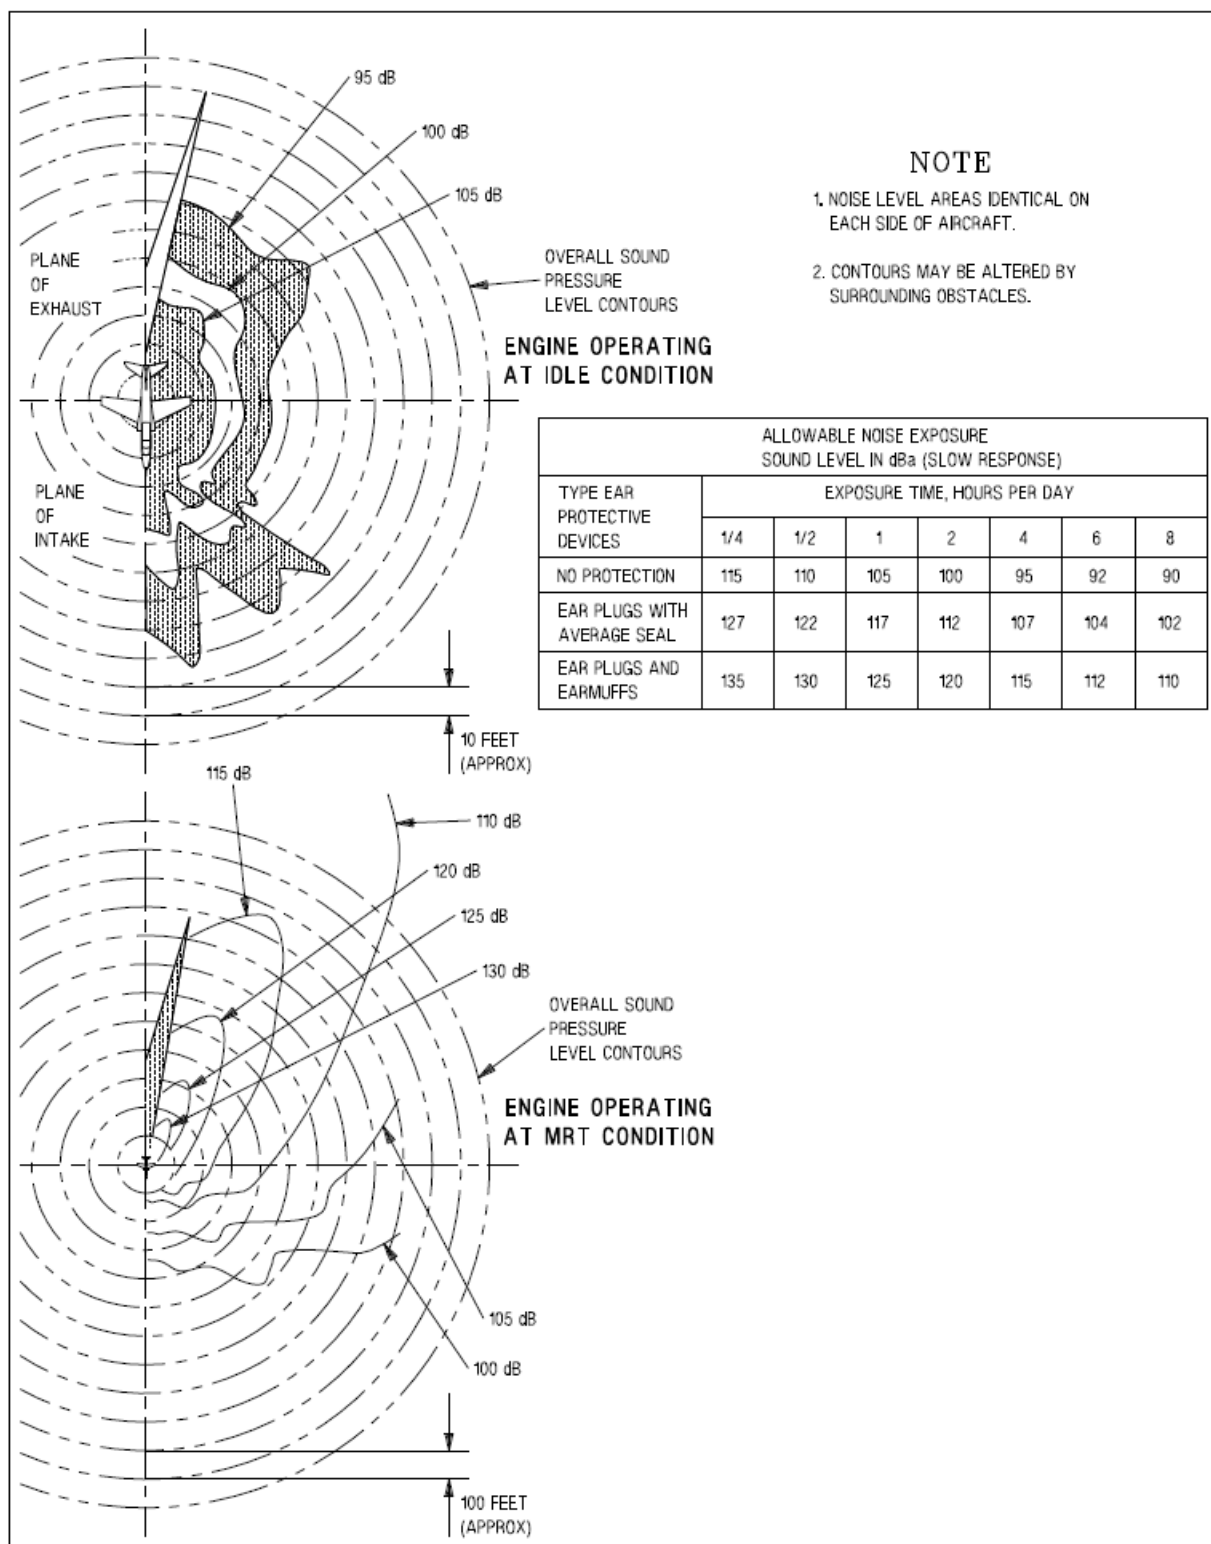 95 dB
100 dB
105 dB
PLANE
OF
EXHAUST
OVERALL SOUND
PRESSURE
LEVEL CONTOURS
ENGINE OPERATING
AT IDLE CONDITION
PLANE
OF
INTAKE
10 FEET
(APPROX)
NOTE
1. NOISE LEVEL AREAS IDENTICAL ON
EACH SIDE OF AIRCRAFT.
2. CONTOURS MAY BE ALTERED BY
SURROUNDING OBSTACLES.
ALLOWABLE NOISE EXPOSURE
SOUND LEVEL IN dBa (SLOW RESPONSE)
TYPE EAR
PROTECTIVE
DEVICES
EXPOSURE TIME, HOURS PER DAY
1/4 1/2 1 2 4 6 8
NO PROTECTION 115 110 105 100 95 92 90
EAR PLUGS WITH
AVERAGE SEAL 127 122 117 112 107 104 102
EAR PLUGS AND
EARMUFFS 135 130 125 120 115 112 110
115 dB
110 dB
120 dB
125 dB
130 dB
OVERALL SOUND
PRESSURE
LEVEL CONTOURS
ENGINE OPERATING
AT MRT CONDITION
105 dB
100 dB
100 FEET
(APPROX)